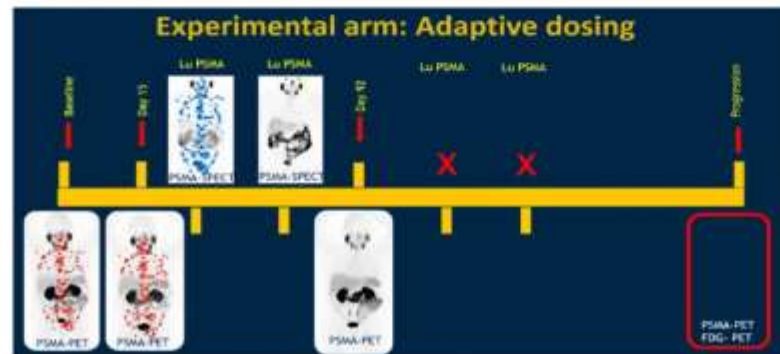 Experimental arm: Adaptive dosing
Lu PSMA
Lu PSMA
Lu PSMA
Lu PSMA
Baseline
Day 15
Day 92
Progression
PSMA-SPECT
PSMA-SPECT
X
X
PSMA-PET
PSMA-PET
PSMA-PET
PSMA-PET
FDG- PET